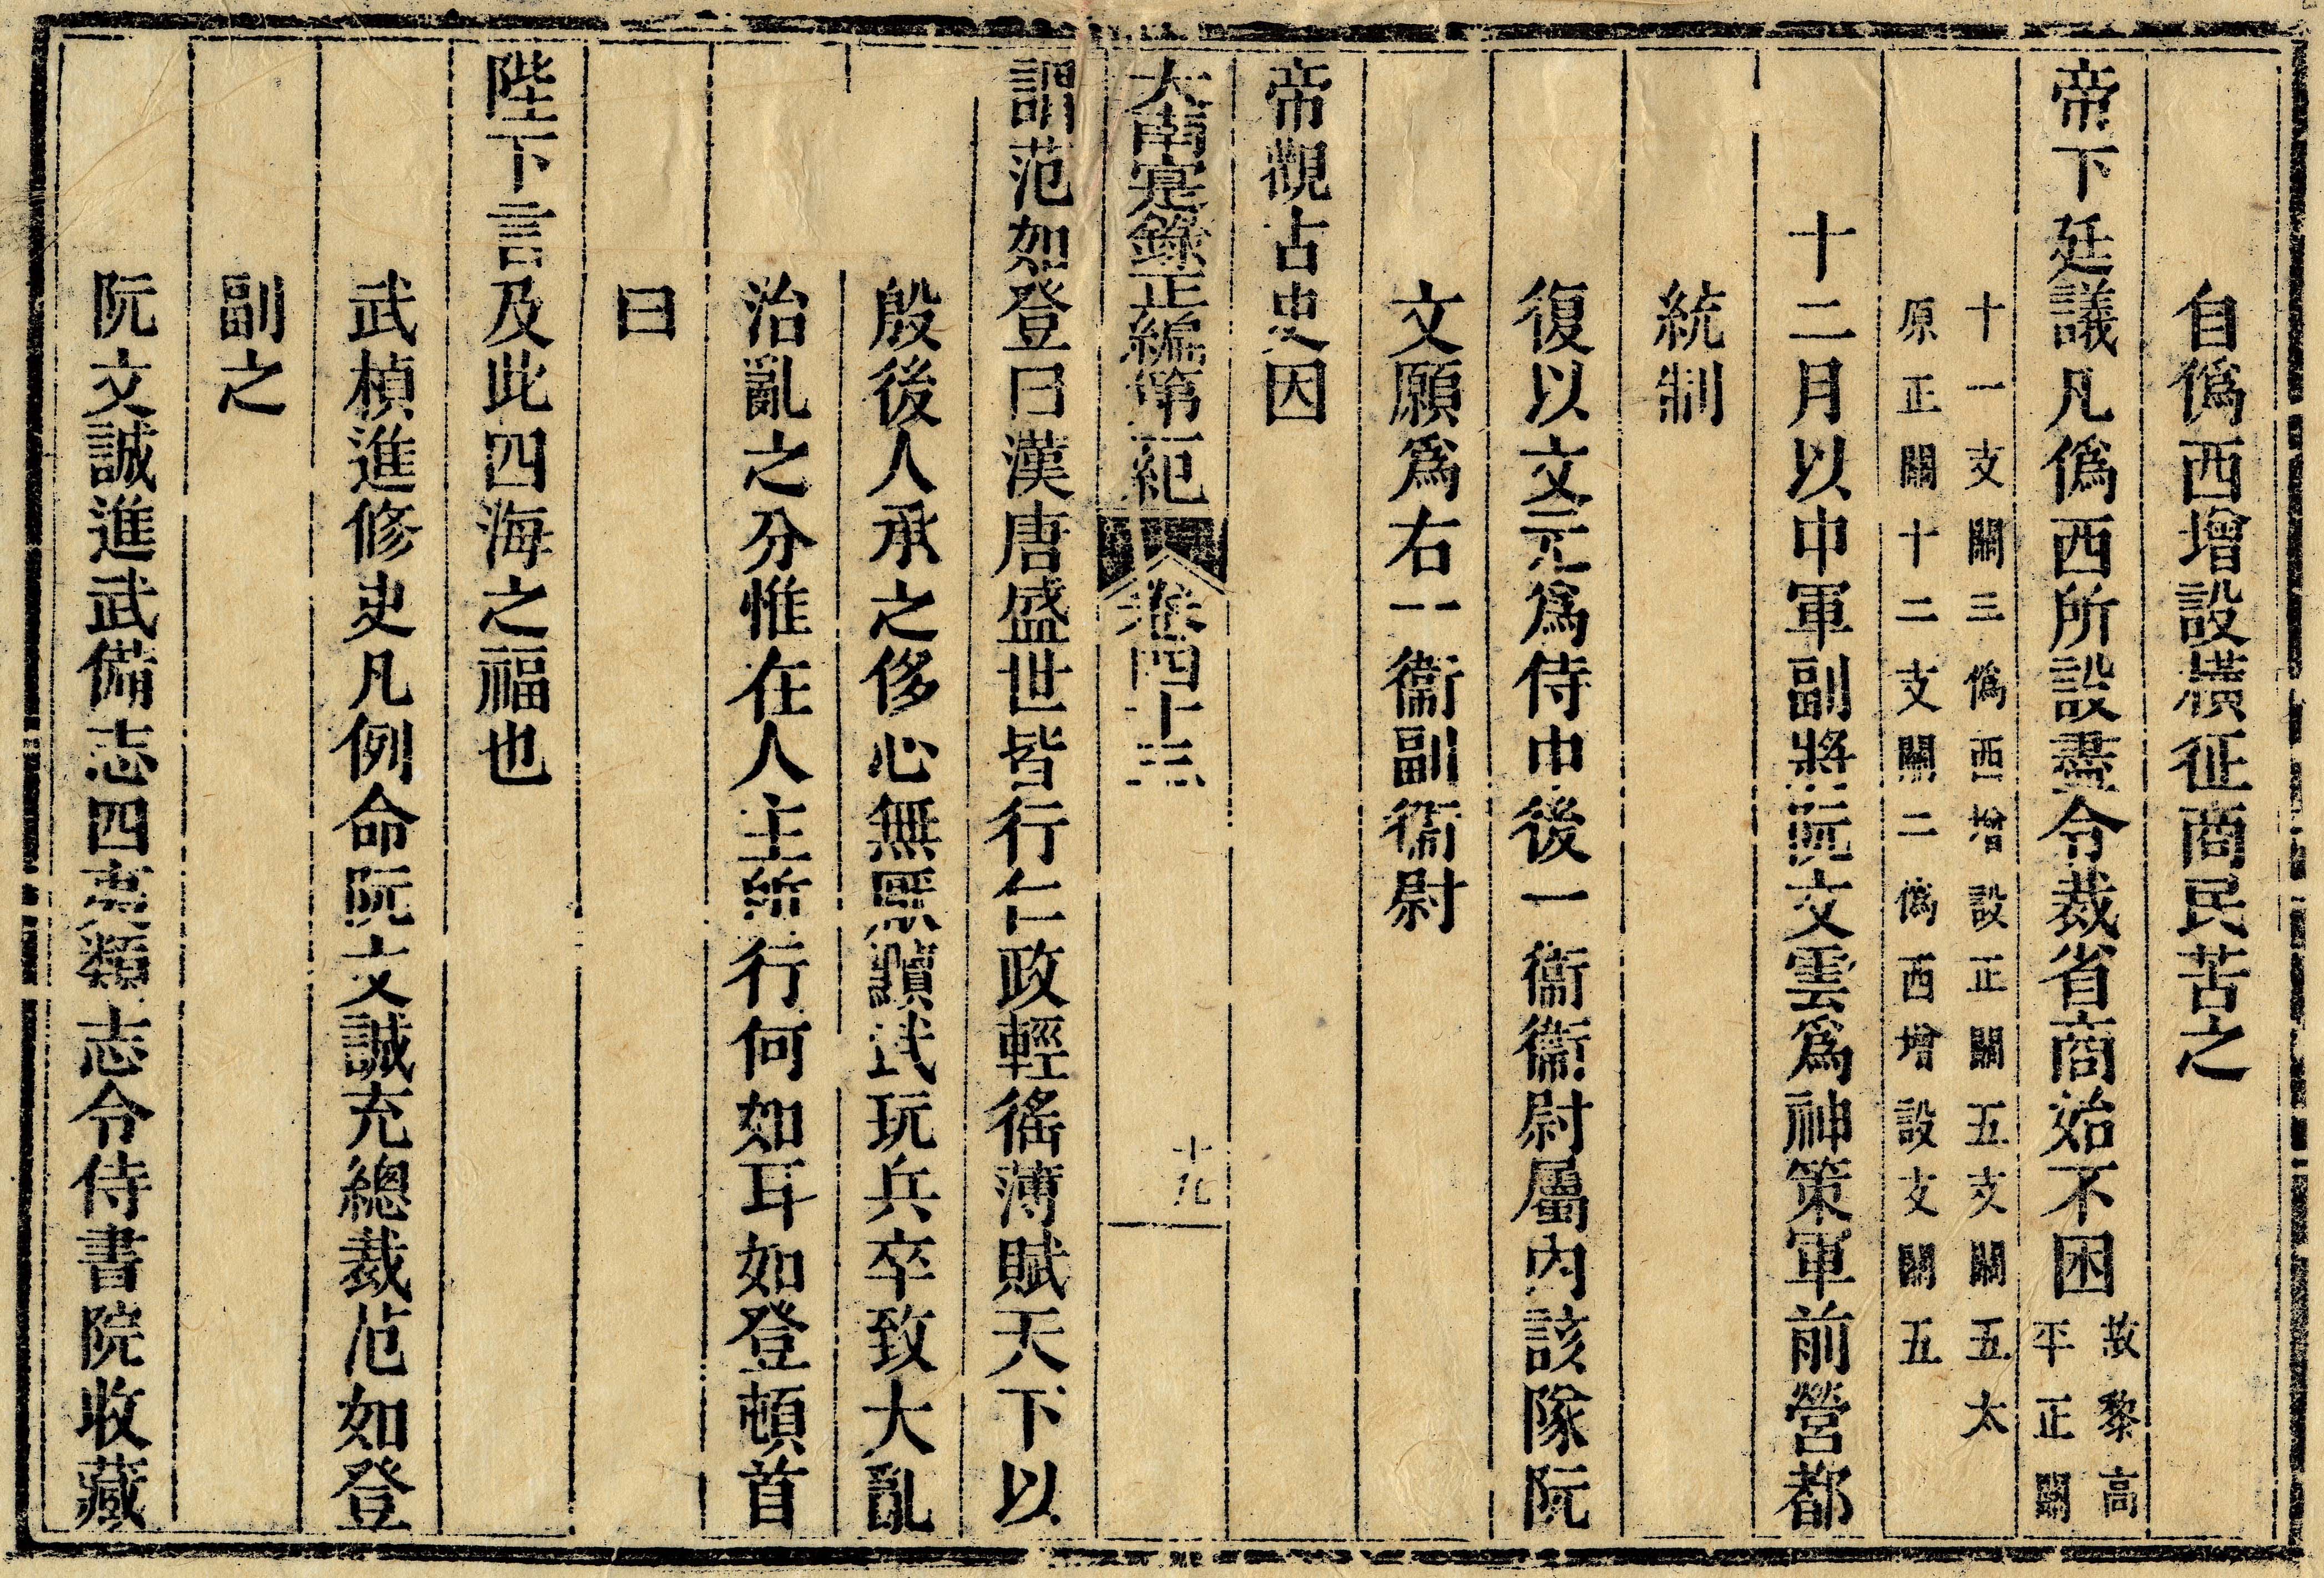 自僞西增設橫征商民苦之
帝下廷議凡僞西所設盡令裁省商始不困故黎高平正關
十一支關三僞西增設正關五支關五太原正關十二支關二僞西增設支關五
十二月以中軍副將阮文雲爲神策軍前營都
統制
復以文元爲侍中後一衞衞尉屬內該隊阮
文願爲右一衞副衞尉
帝觀占史因
大南寔錄正編第一紀 卷四十三 十九
謂范如登曰漢唐盛世皆行仁政輕徭薄賦天下以
殷後人承之侈心無厭黷武玩兵卒致大亂
治亂之分惟在人主所行何如耳如登頓首
曰
陛下言及此四海之福也
武楨進修史凡例命阮文誠充總裁范如登
副之
阮文誠進武備志四夷類志令侍書院收藏